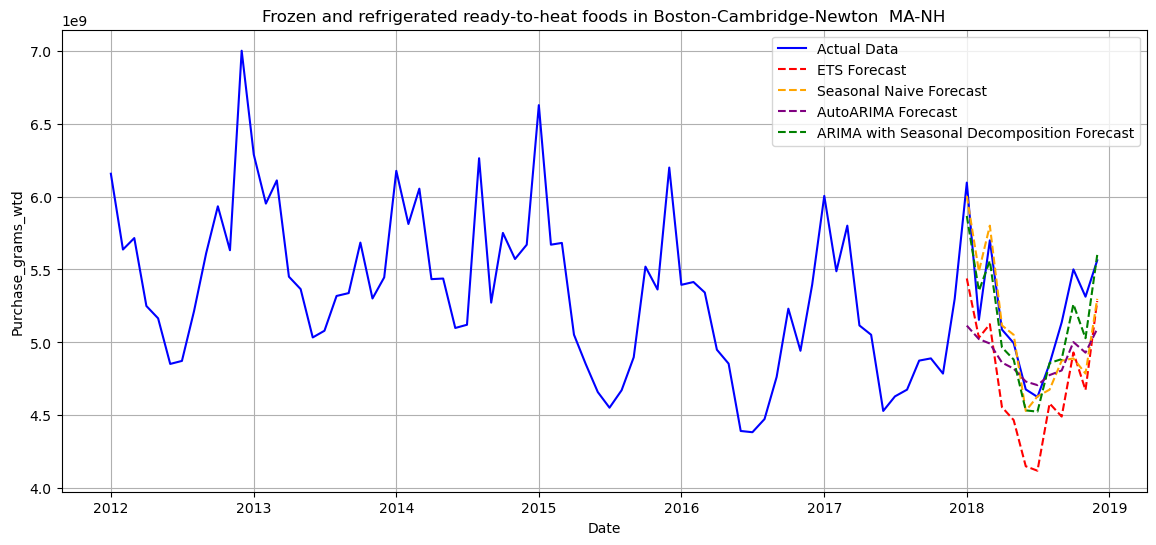 Frozen and refrigerated ready-to-heat foods in Boston-Cambridge-Newton  MA-NH
1e9
7.0
6.5
6.0
5.5
5.0
4.5
4.0
Purchase_grams_wtd
Actual Data
ETS Forecast
Seasonal Naive Forecast
AutoARIMA Forecast
ARIMA with Seasonal Decomposition Forecast
2012 2013 2014 2015 2016 2017 2018 2019
Date